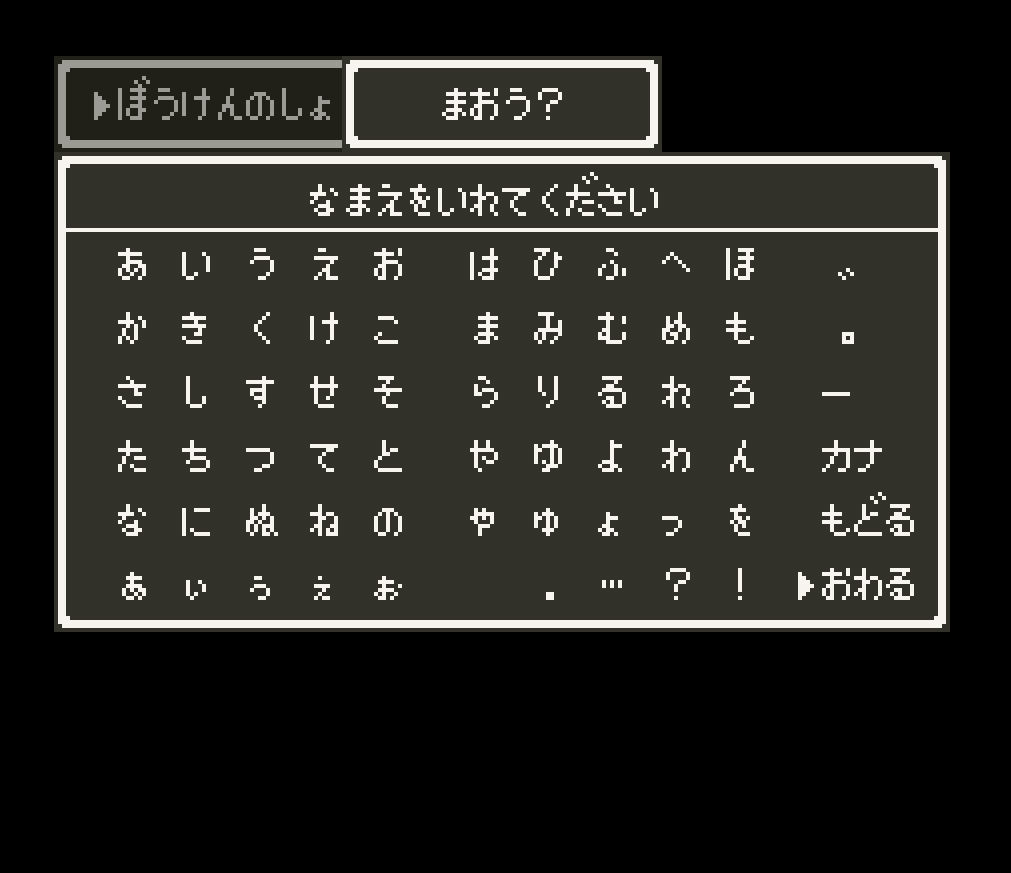 ▶ぼうけんのしょ まおう？
なまえをいれてください
あ い う え お は ひ ふ へ ほ ゛
か き く け こ ま み む め も ゜
さ し す せ そ ら り る れ ろ ー
た ち つ て と や ゆ よ わ ん カナ
な に ぬ ね の ゃ ゅ ょ っ を もどる
ぁ ぃ ぅ ぇ ぉ . … ？ ！ ▶おわる